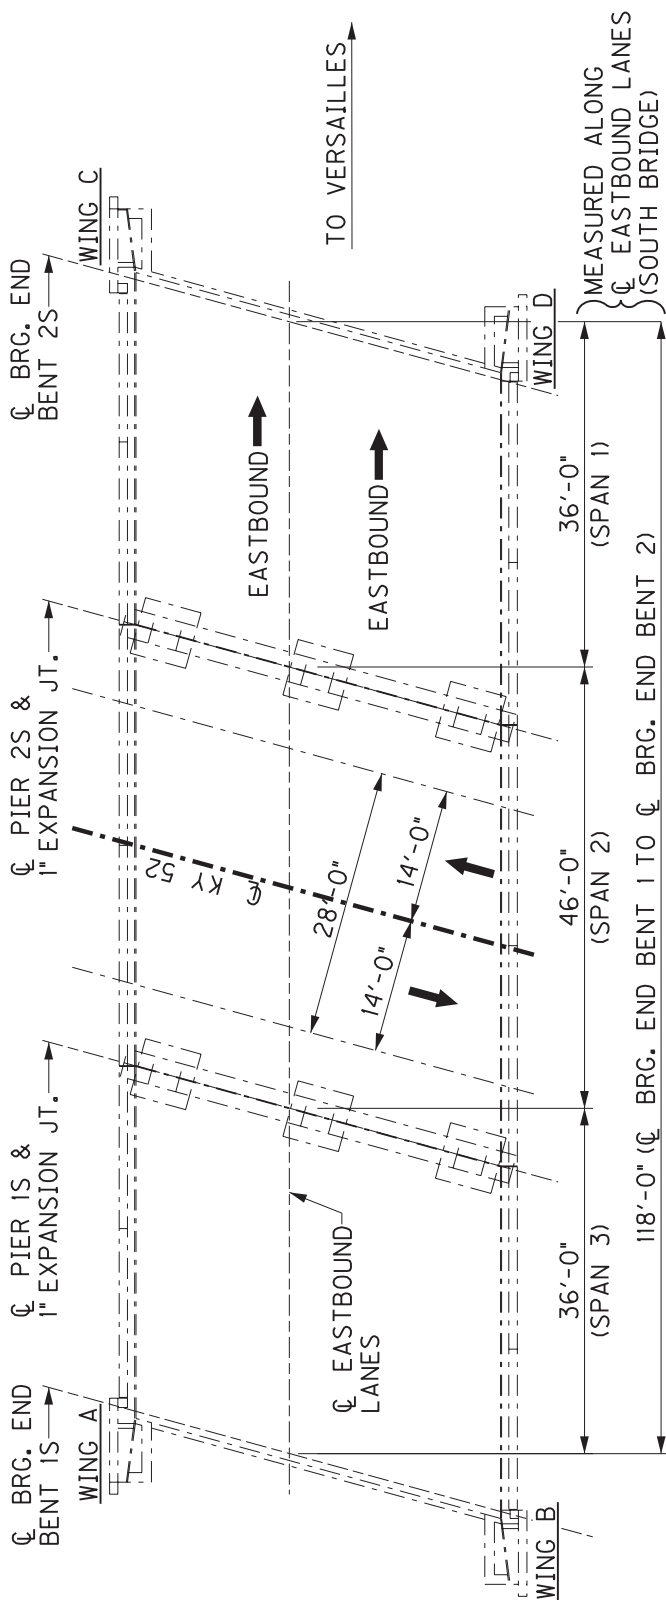 ℄ BRG. END
BENT 1S
℄ PIER 1S &
1" EXPANSION JT.
℄ PIER 2S &
1" EXPANSION JT.
℄ BRG. END
BENT 2S
WING A
WING C
℄ KY 52
EASTBOUND
EASTBOUND
TO VERSAILLES
28'-0"
14'-0"
14'-0"
℄ EASTBOUND
LANES
WING B
WING D
36'-0"
(SPAN 3)
46'-0"
(SPAN 2)
36'-0"
(SPAN 1)
118'-0" (℄ BRG. END BENT 1 TO ℄ BRG. END BENT 2)
MEASURED ALONG
℄ EASTBOUND LANES
(SOUTH BRIDGE)